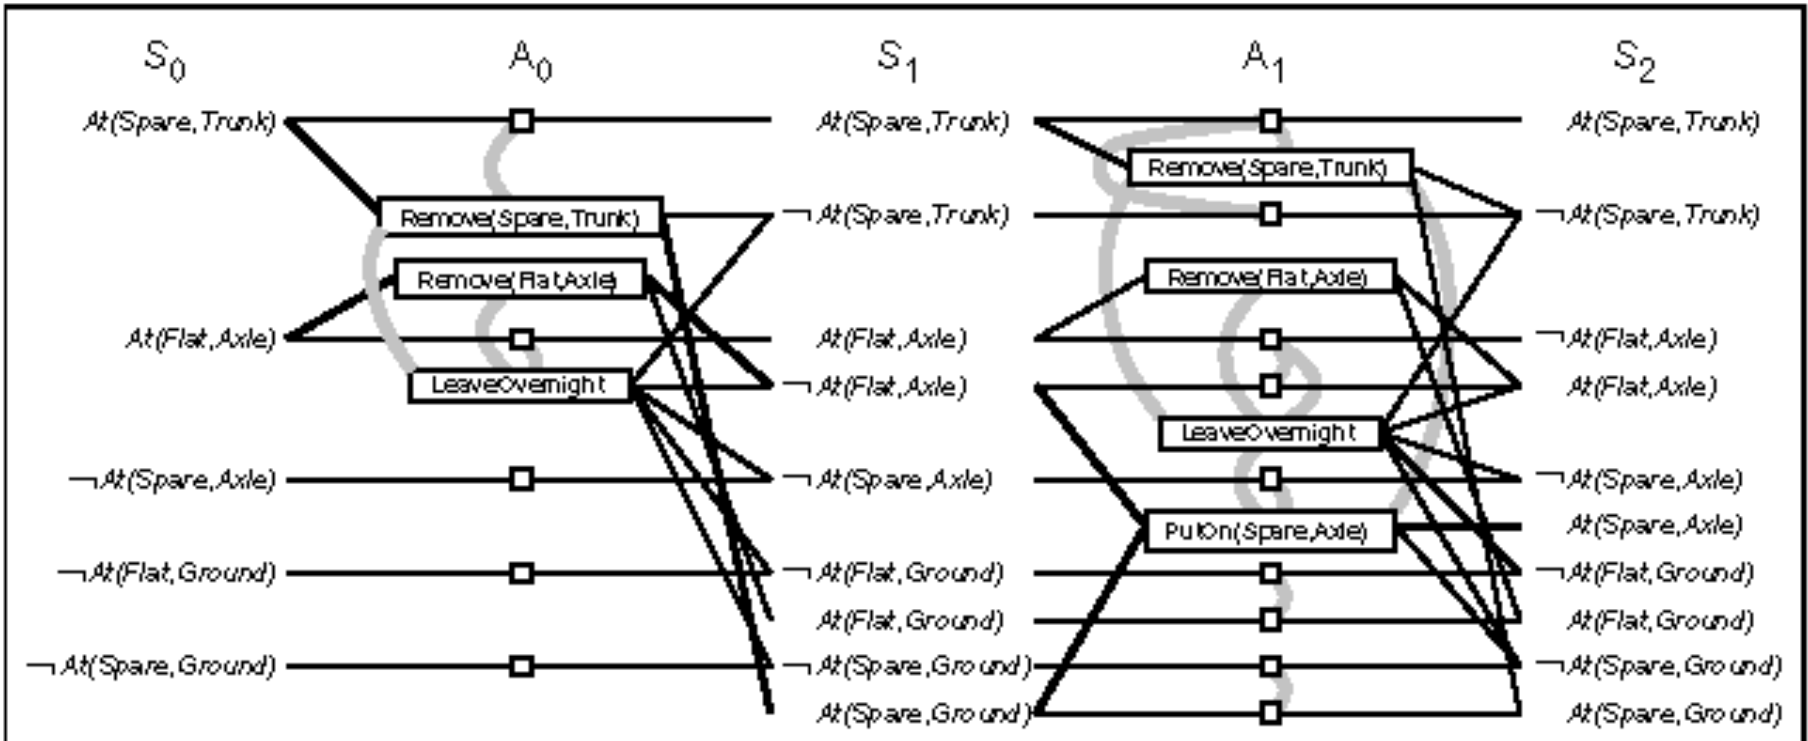 S0 A0 S1 A1 S2
At(Spare,Trunk) At(Spare,Trunk) At(Spare,Trunk)
Remove(Spare,Trunk)
Remove(Spare,Trunk) ¬At(Spare,Trunk) ¬At(Spare,Trunk)
Remove(Flat,Axle) Remove(Flat,Axle)
At(Flat,Axle) At(Flat,Axle) ¬At(Flat,Axle)
LeaveOvernight ¬At(Flat,Axle) At(Flat,Axle)
LeaveOvernight
¬At(Spare,Axle) ¬At(Spare,Axle) ¬At(Spare,Axle)
PutOn(Spare,Axle) At(Spare,Axle)
¬At(Flat,Ground) ¬At(Flat,Ground) ¬At(Flat,Ground)
At(Flat,Ground) At(Flat,Ground)
¬At(Spare,Ground) ¬At(Spare,Ground) ¬At(Spare,Ground)
At(Spare,Ground) At(Spare,Ground)